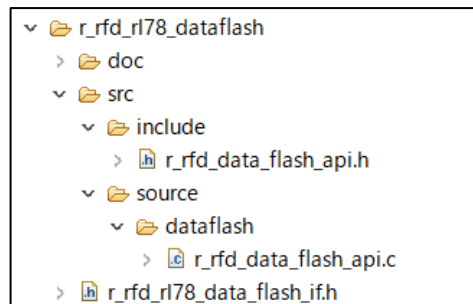 r_rfd_rl78_dataflash
doc
src
include
r_rfd_data_flash_api.h
source
dataflash
r_rfd_data_flash_api.c
r_rfd_rl78_data_flash_if.h